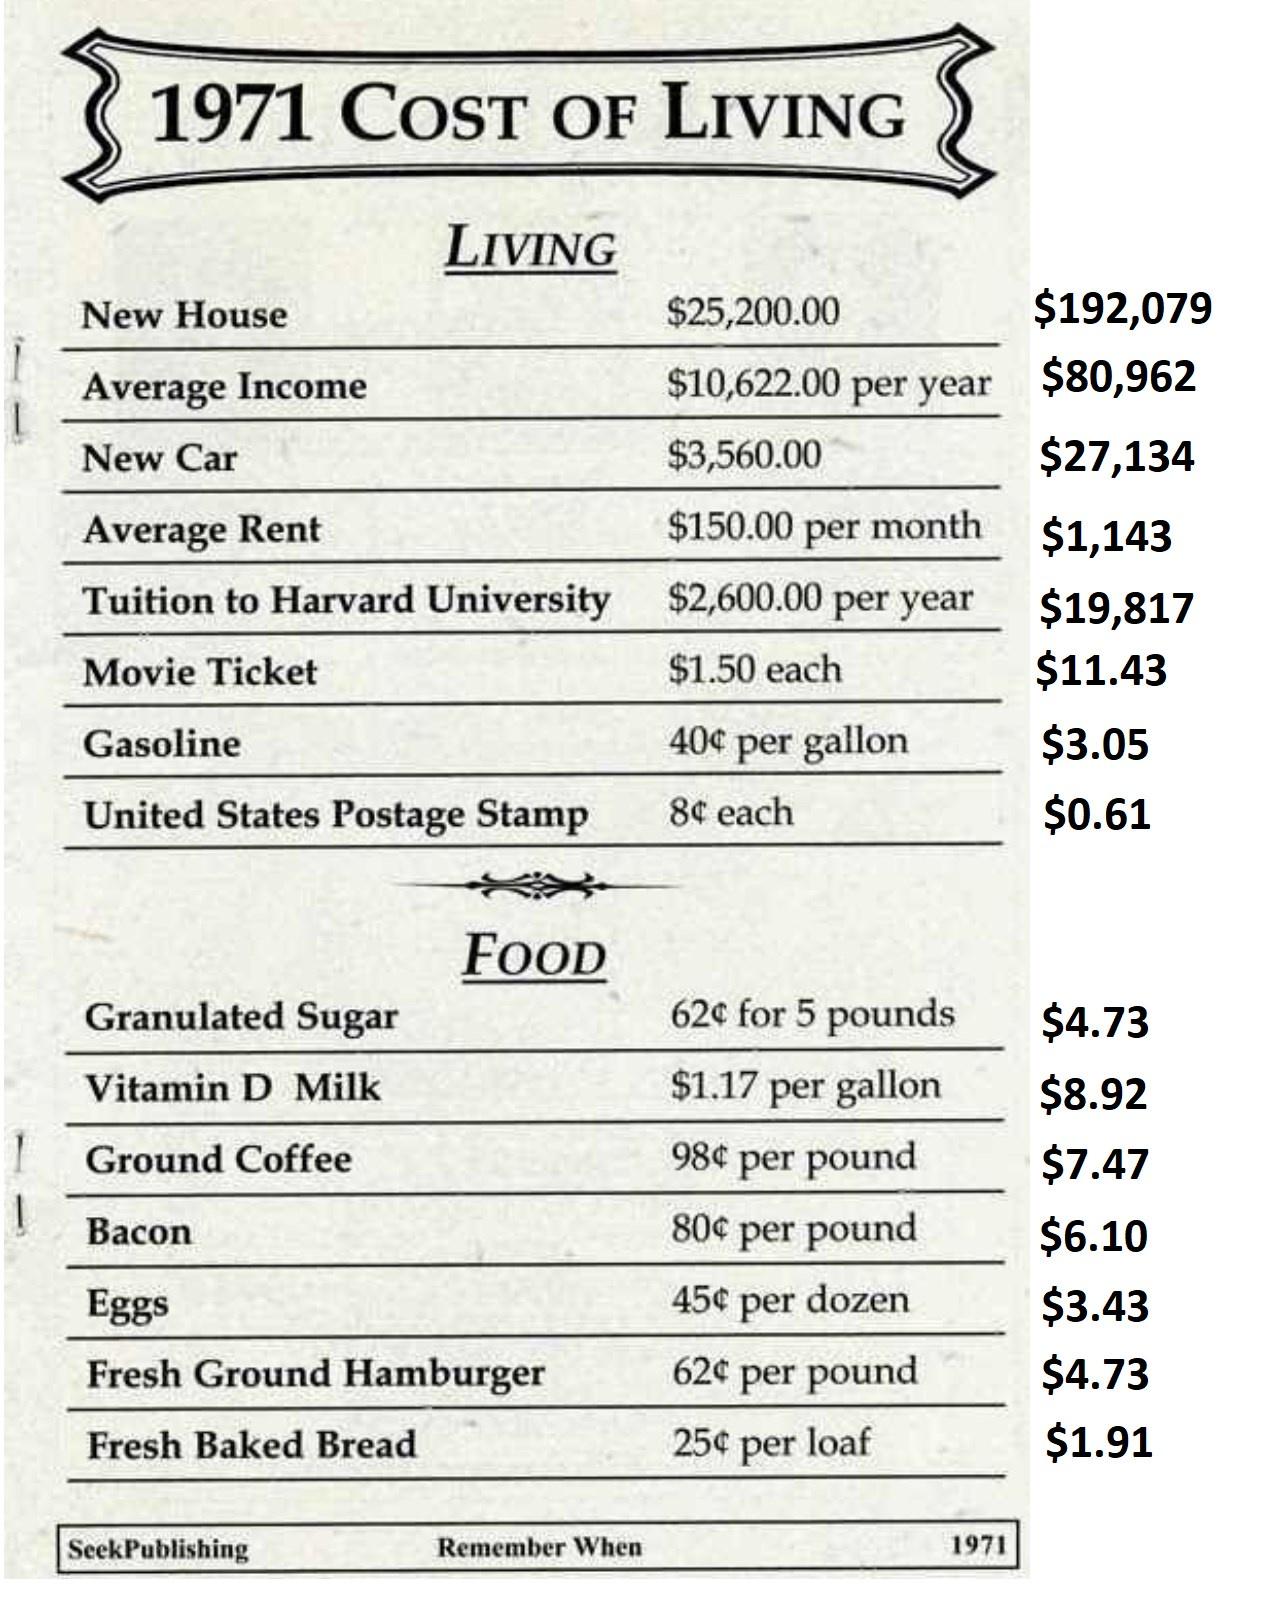 1971 COST OF LIVING
LIVING
New House $25,200.00 $192,079
Average Income $10,622.00 per year $80,962
New Car $3,560.00 $27,134
Average Rent $150.00 per month $1,143
Tuition to Harvard University $2,600.00 per year $19,817
Movie Ticket $1.50 each $11.43
Gasoline 40¢ per gallon $3.05
United States Postage Stamp 8¢ each $0.61
FOOD
Granulated Sugar 62¢ for 5 pounds $4.73
Vitamin D Milk $1.17 per gallon $8.92
Ground Coffee 98¢ per pound $7.47
Bacon 80¢ per pound $6.10
Eggs 45¢ per dozen $3.43
Fresh Ground Hamburger 62¢ per pound $4.73
Fresh Baked Bread 25¢ per loaf $1.91
SeekPublishing Remember When 1971